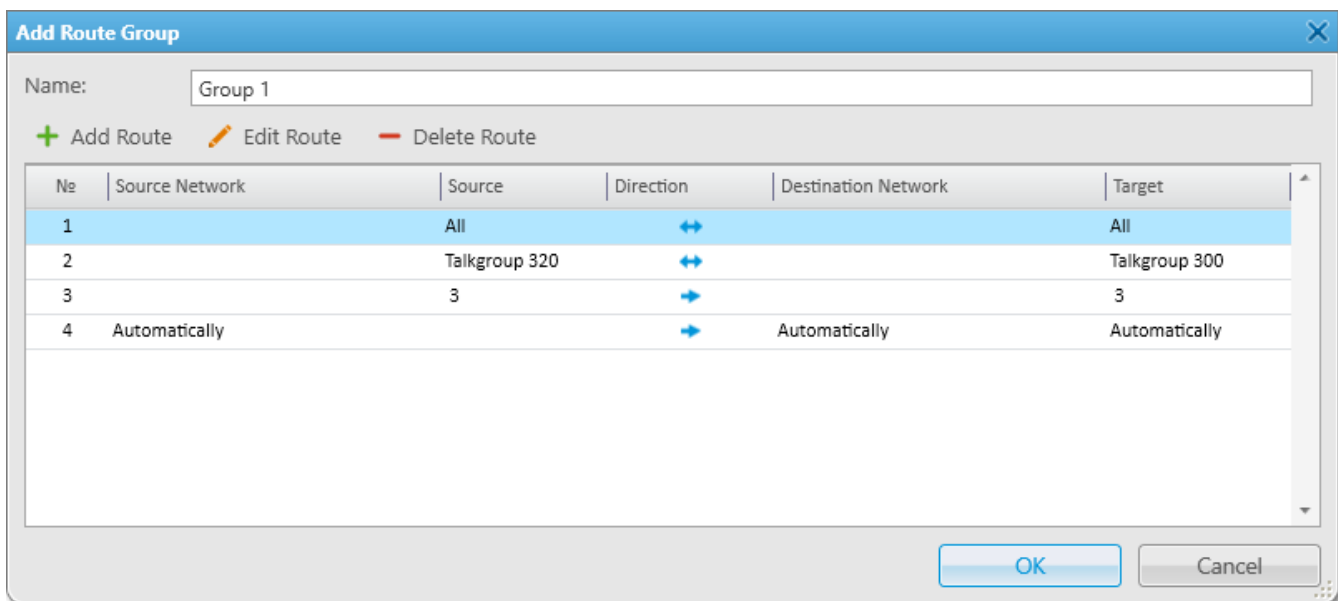 Add Route Group
Name: Group 1
Add Route Edit Route Delete Route
№ Source Network Source Direction Destination Network Target
1 All All
2 Talkgroup 320 Talkgroup 300
3 3 3
4 Automatically Automatically Automatically
OK Cancel